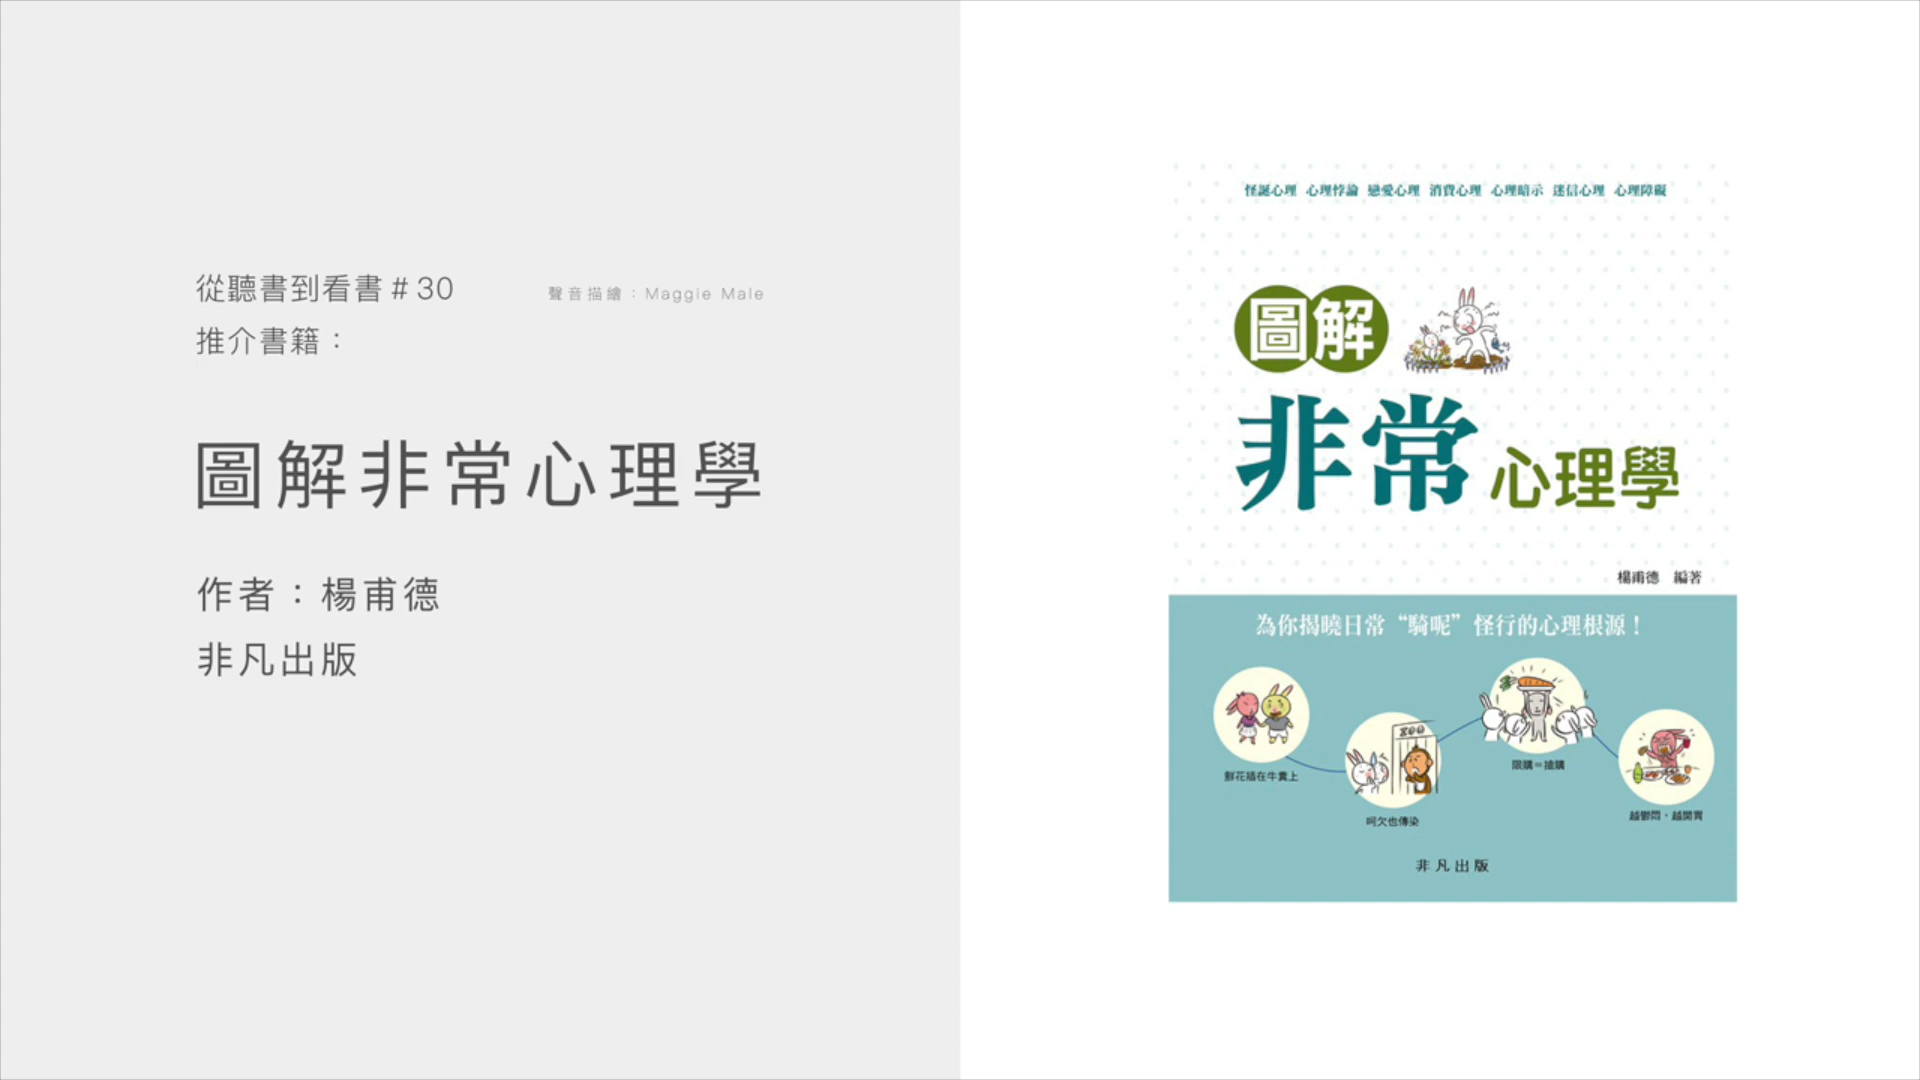 從聽書到看書#30
聲音描繪：Maggie Male
推介書籍：
圖解非常心理學
作者：楊甫德
非凡出版
怪誕心理 心理悖論 戀愛心理 消費心理 心理暗示 迷信心理 心理障礙
圖解
非常心理學
楊甫德 編著
為你揭曉日常“騎呢”怪行的心理根源！
ZOO
鮮花插在牛糞上
呵欠也傳染
限購=搶購
越鬱悶，越開胃
非凡出版